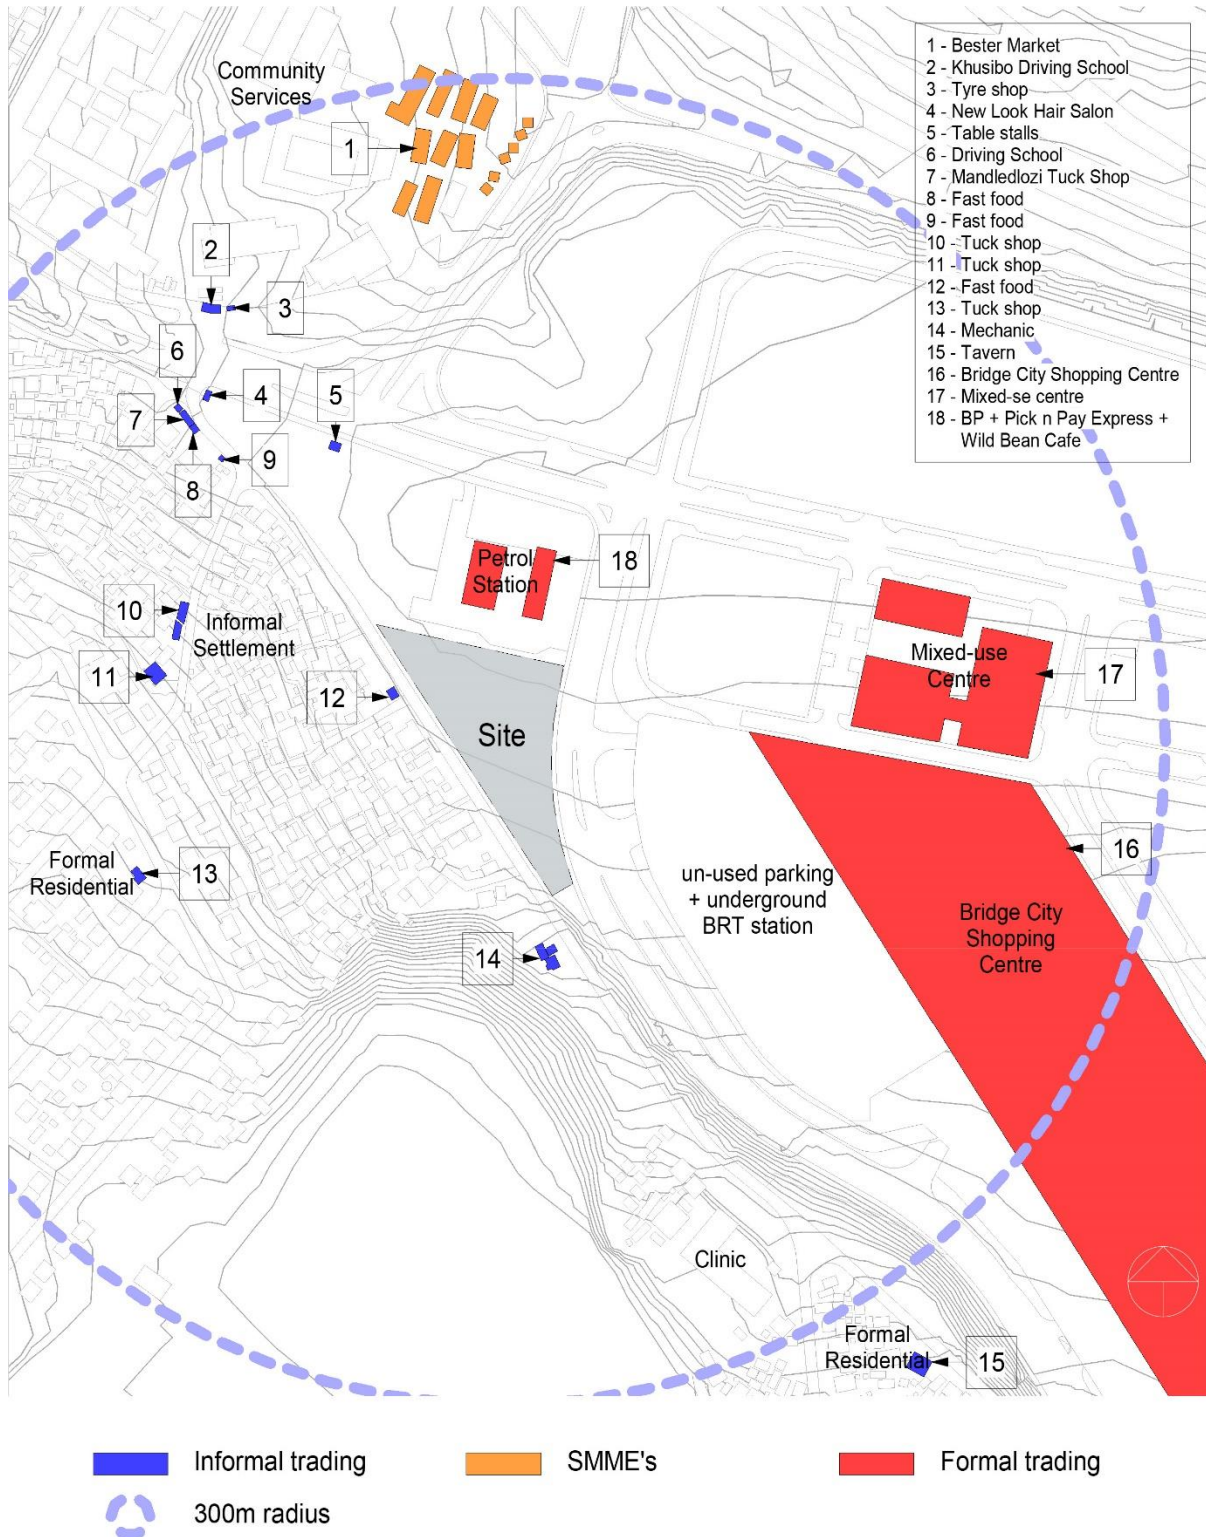 Community
Services
1 - Bester Market
2 - Khusibo Driving School
3 - Tyre shop
4 - New Look Hair Salon
5 - Table stalls
6 - Driving School
7 - Mandledlozi Tuck Shop
8 - Fast food
9 - Fast food
10 - Tuck shop
11 - Tuck shop
12 - Fast food
13 - Tuck shop
14 - Mechanic
15 - Tavern
16 - Bridge City Shopping Centre
17 - Mixed-se centre
18 - BP + Pick n Pay Express +
Wild Bean Cafe
1
2
3
6
4
5
7
9
8
Petrol
Station
18
10
Informal
Settlement
11
12
Mixed-use
Centre
17
Site
16
Formal
Residential
13
un-used parking
+ underground
BRT station
Bridge City
Shopping
Centre
14
Clinic
Formal
Residential
15
Informal trading
SMME's
Formal trading
300m radius